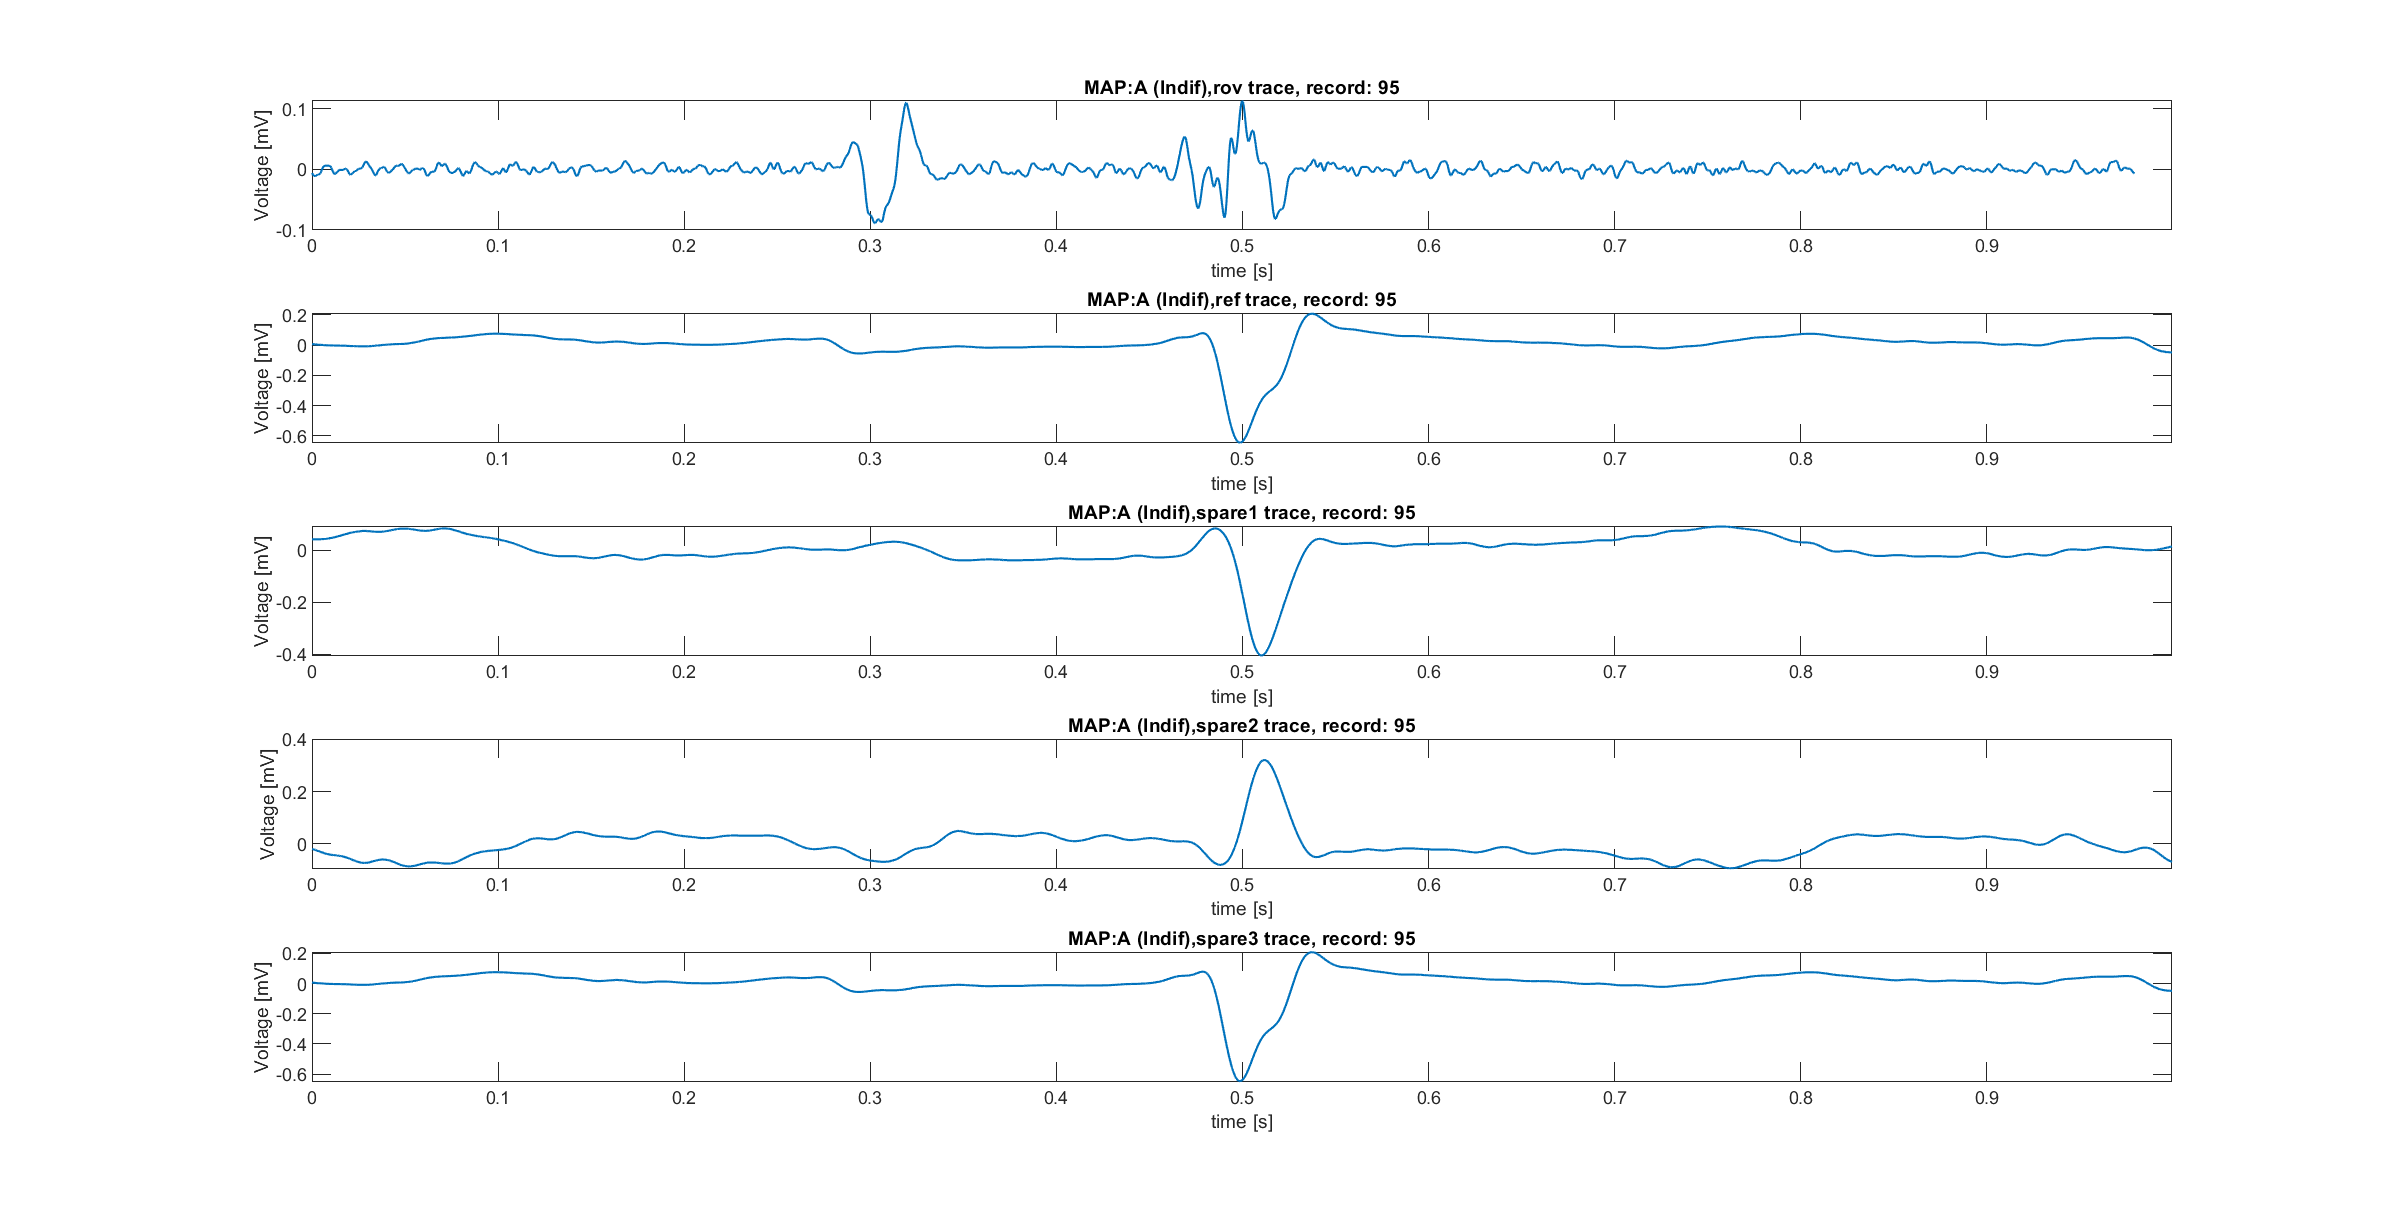 MAP:A (Indif),rov trace, record: 95
Voltage [mV]
0.1
0
-0.1
0 0.1 0.2 0.3 0.4 0.5 0.6 0.7 0.8 0.9
time [s]
MAP:A (Indif),ref trace, record: 95
Voltage [mV]
0.2
0
-0.2
-0.4
-0.6
0 0.1 0.2 0.3 0.4 0.5 0.6 0.7 0.8 0.9
time [s]
MAP:A (Indif),spare1 trace, record: 95
Voltage [mV]
0
-0.2
-0.4
0 0.1 0.2 0.3 0.4 0.5 0.6 0.7 0.8 0.9
time [s]
MAP:A (Indif),spare2 trace, record: 95
Voltage [mV]
0.4
0.2
0
0 0.1 0.2 0.3 0.4 0.5 0.6 0.7 0.8 0.9
time [s]
MAP:A (Indif),spare3 trace, record: 95
Voltage [mV]
0.2
0
-0.2
-0.4
-0.6
0 0.1 0.2 0.3 0.4 0.5 0.6 0.7 0.8 0.9
time [s]